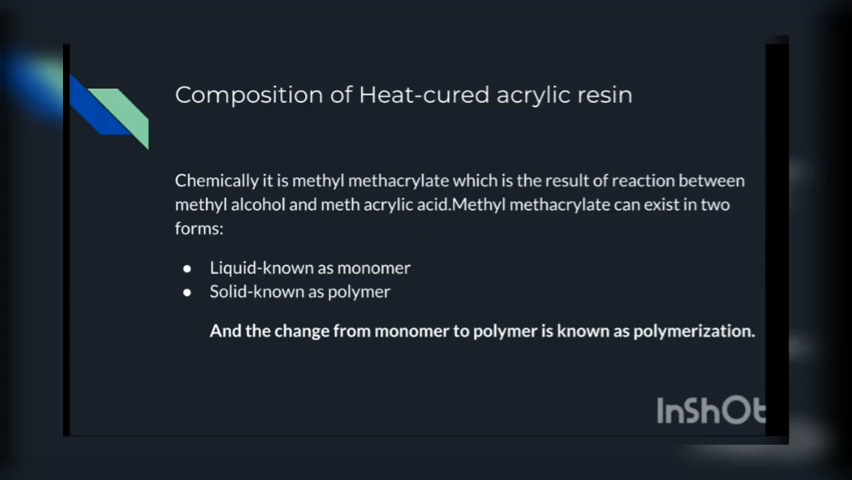 Composition of Heat-cured acrylic resin
Chemically it is methyl methacrylate which is the result of reaction between
methyl alcohol and meth acrylic acid.Methyl methacrylate can exist in two
forms:
● Liquid-known as monomer
● Solid-known as polymer
And the change from monomer to polymer is known as polymerization.
InShOt